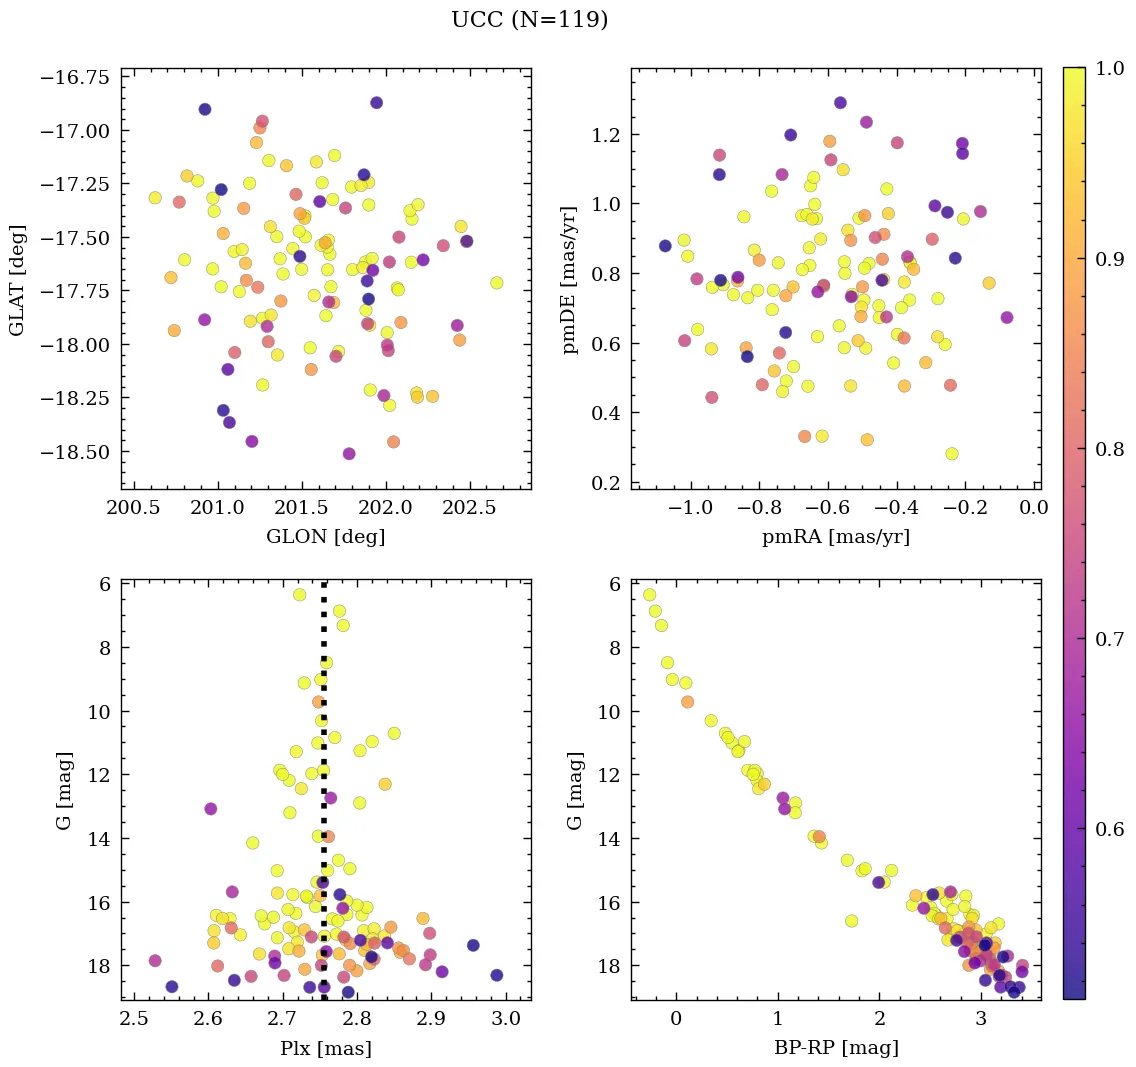 UCC (N=119)
−16.75
−17.00
−17.25
−17.50
−17.75
−18.00
−18.25
−18.50
GLAT [deg]
200.5 201.0 201.5 202.0 202.5
GLON [deg]
1.2
1.0
0.8
0.6
0.4
0.2
pmDE [mas/yr]
−1.0 −0.8 −0.6 −0.4 −0.2 0.0
pmRA [mas/yr]
6
8
10
12
14
16
18
G [mag]
2.5 2.6 2.7 2.8 2.9 3.0
Plx [mas]
6
8
10
12
14
16
18
G [mag]
0 1 2 3
BP-RP [mag]
1.0
0.9
0.8
0.7
0.6